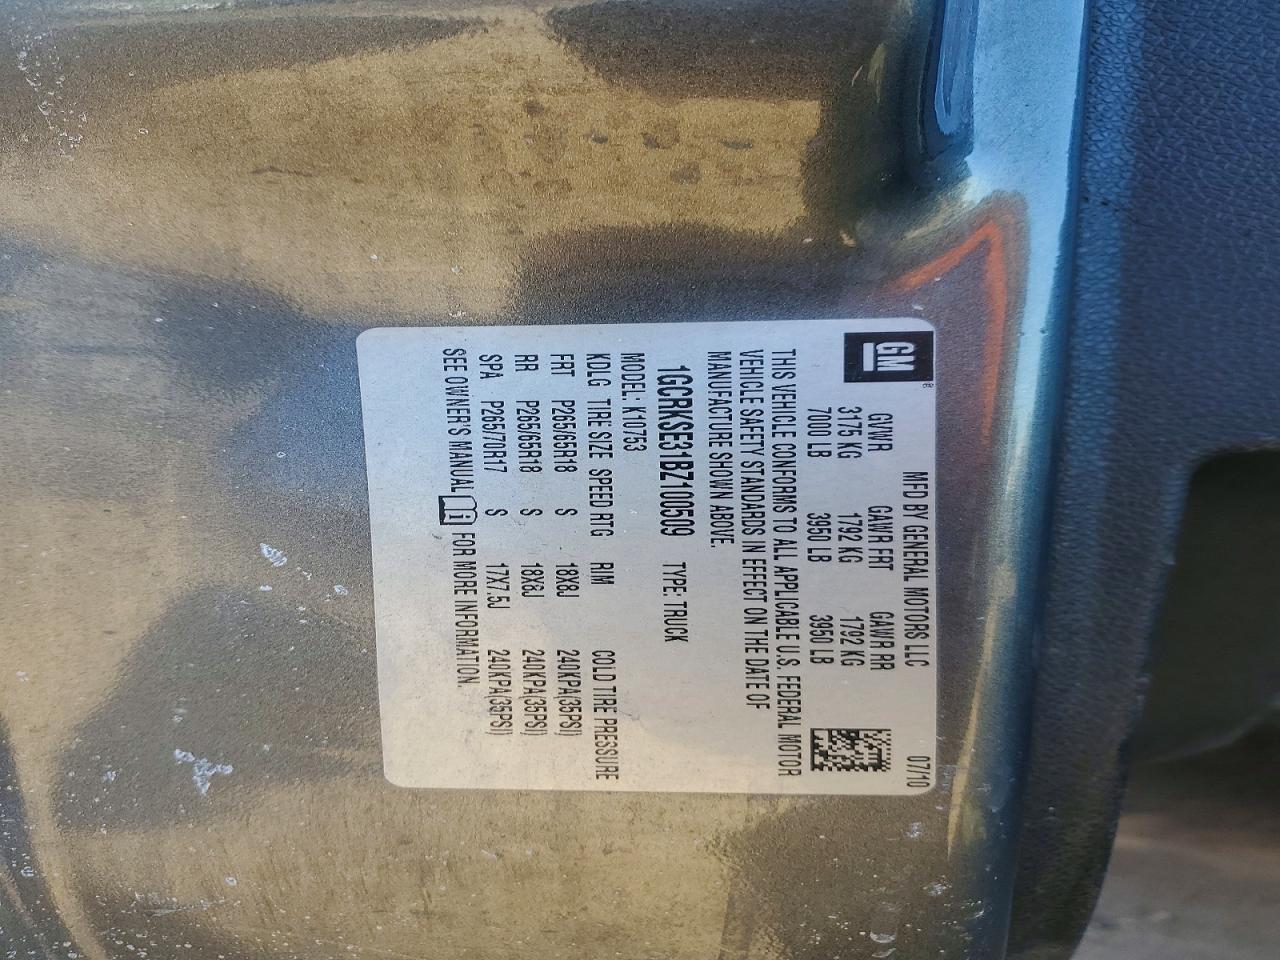 GM®
MFD BY GENERAL MOTORS LLC 07/10
GVWR GAWR FRT GAWR RR
3175 KG 1792 KG 1792 KG
7000 LB 3950 LB 3950 LB
THIS VEHICLE CONFORMS TO ALL APPLICABLE U.S. FEDERAL MOTOR
VEHICLE SAFETY STANDARDS IN EFFECT ON THE DATE OF
MANUFACTURE SHOWN ABOVE.
1GCRKSE31BZ100509 TYPE: TRUCK
MODEL: K10753
KDLG TIRE SIZE SPEED RTG RIM COLD TIRE PRESSURE
FRT P265/65R18 S 18X8J 240KPA(35PSI)
RR P265/65R18 S 18X8J 240KPA(35PSI)
SPA P265/70R17 S 17X7.5J 240KPA(35PSI)
SEE OWNER'S MANUAL FOR MORE INFORMATION.